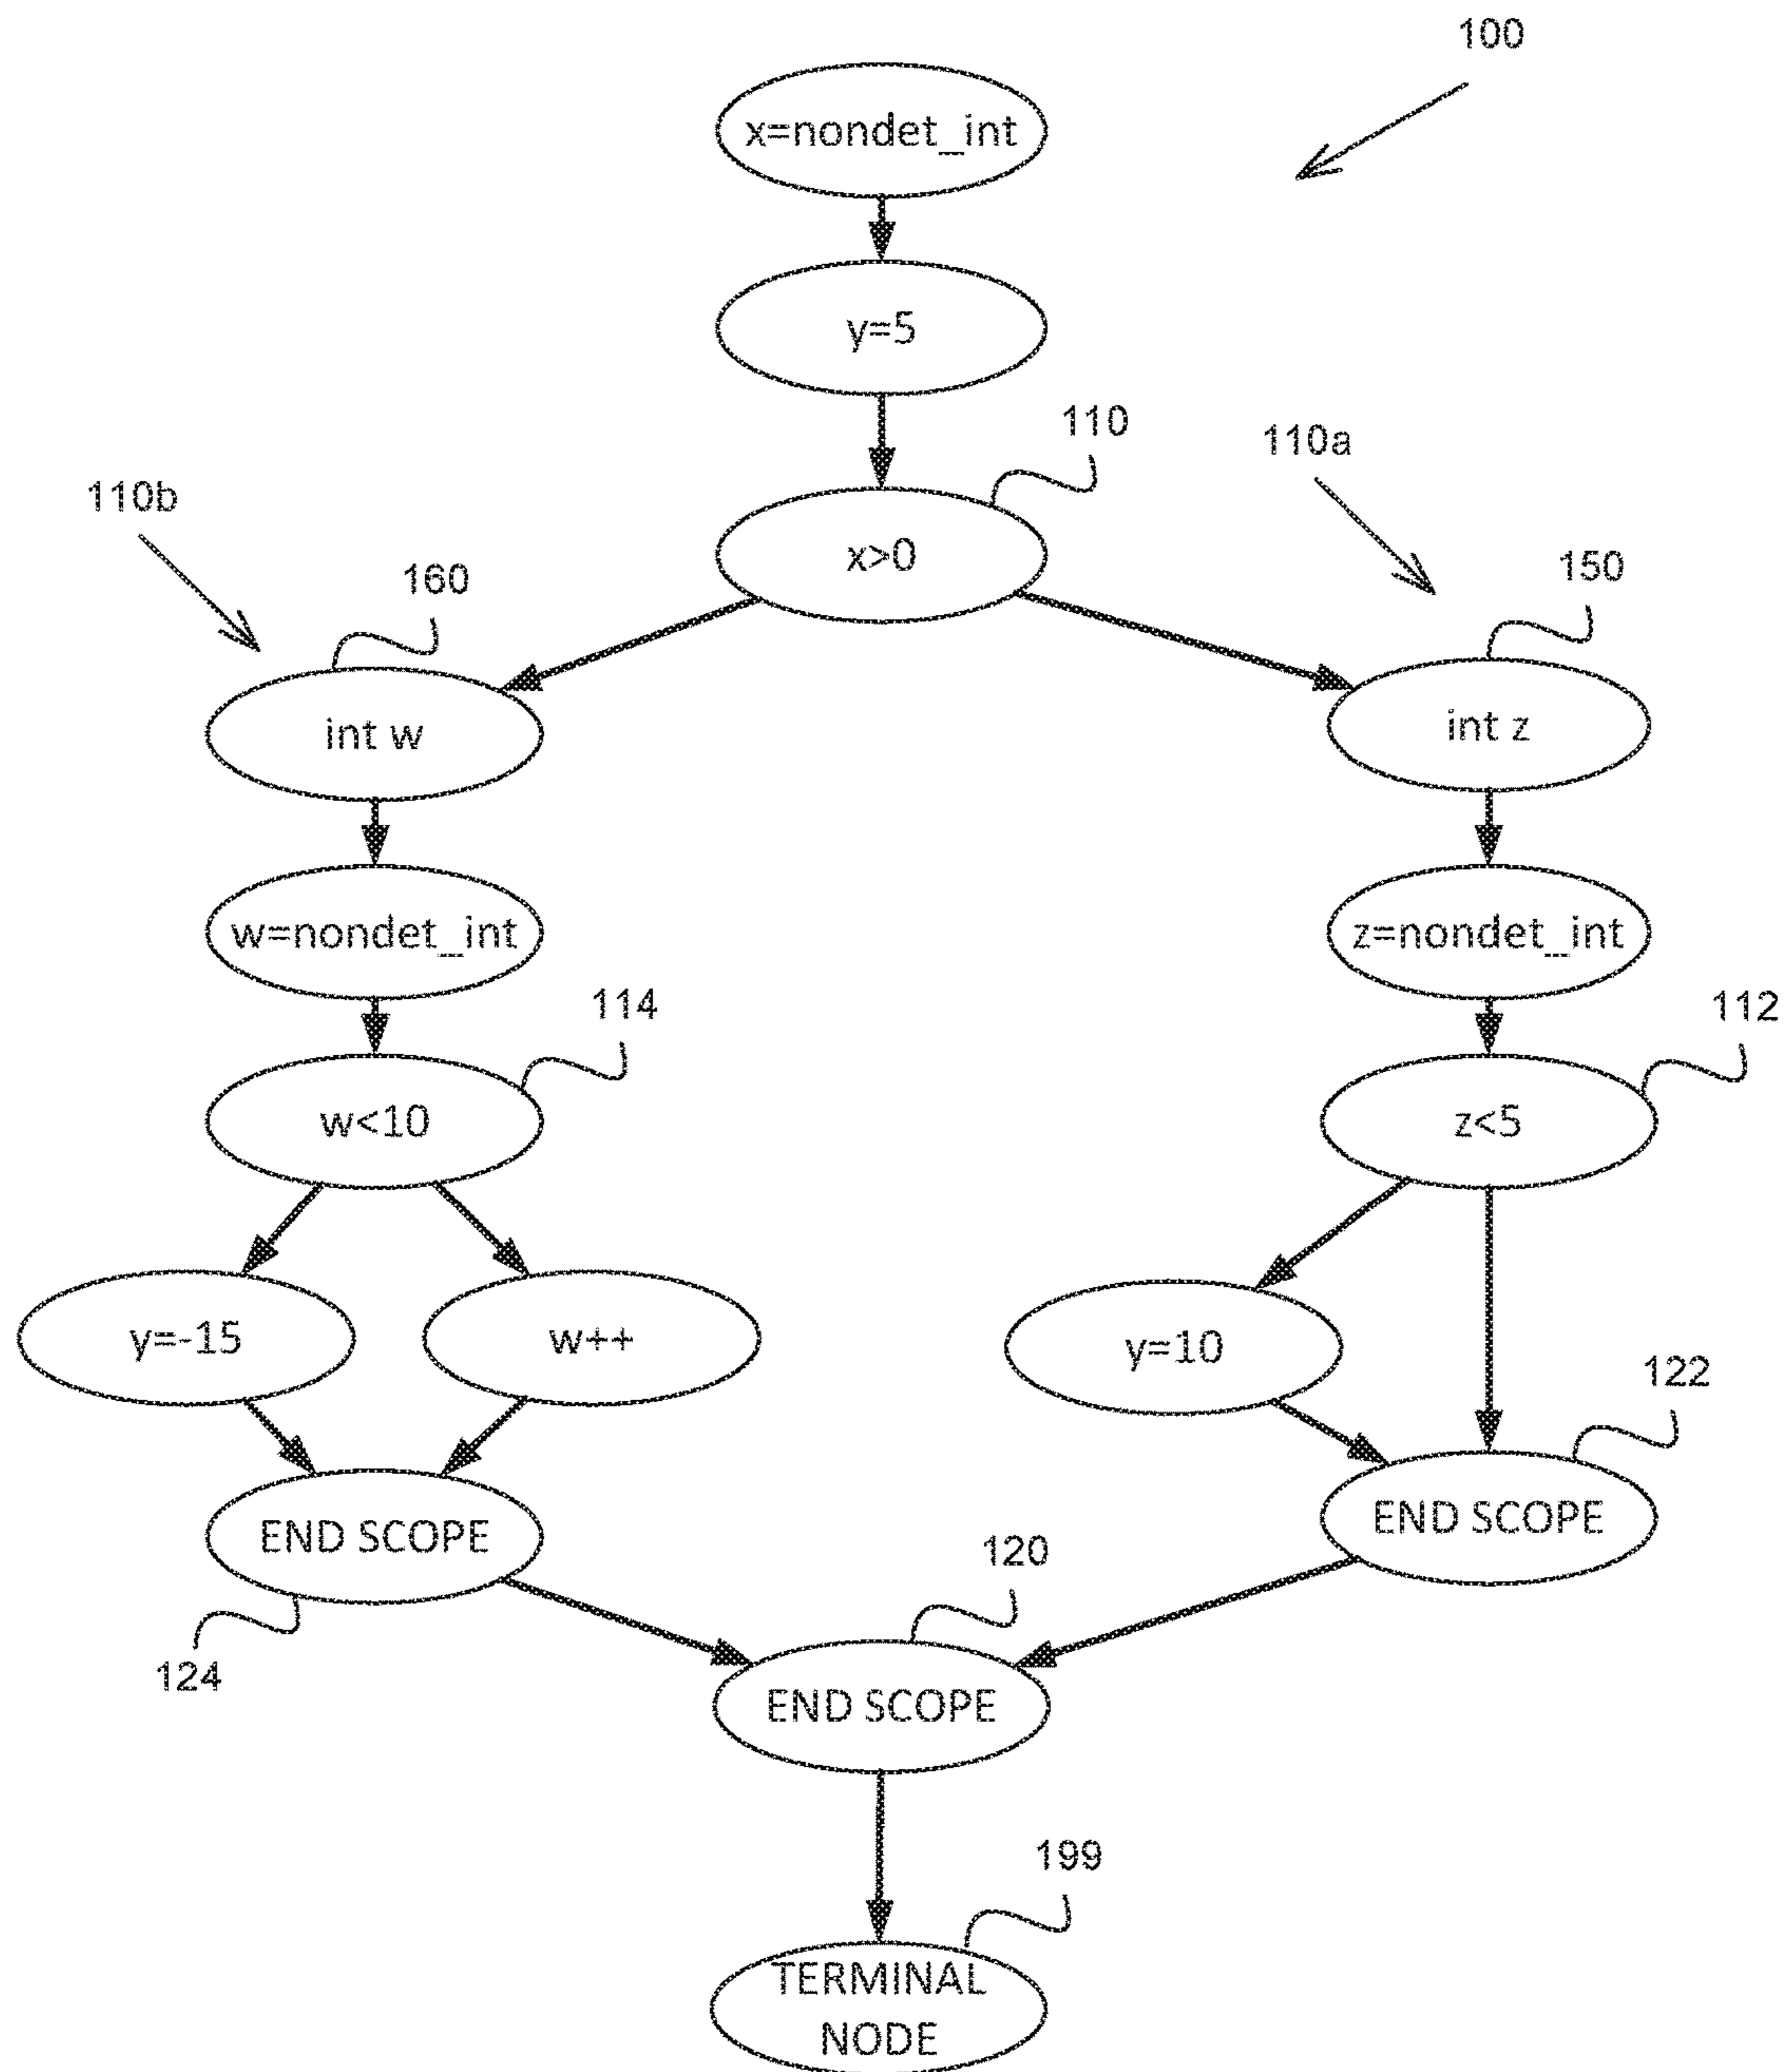 100
x=nondet_int
y=5
110
110a
110b
x>0
160
150
int w
int z
w=nondet_int
z=nondet_int
114
112
w<10
z<5
y=-15
w++
y=10
122
END SCOPE
END SCOPE
120
124
END SCOPE
199
TERMINAL
NODE